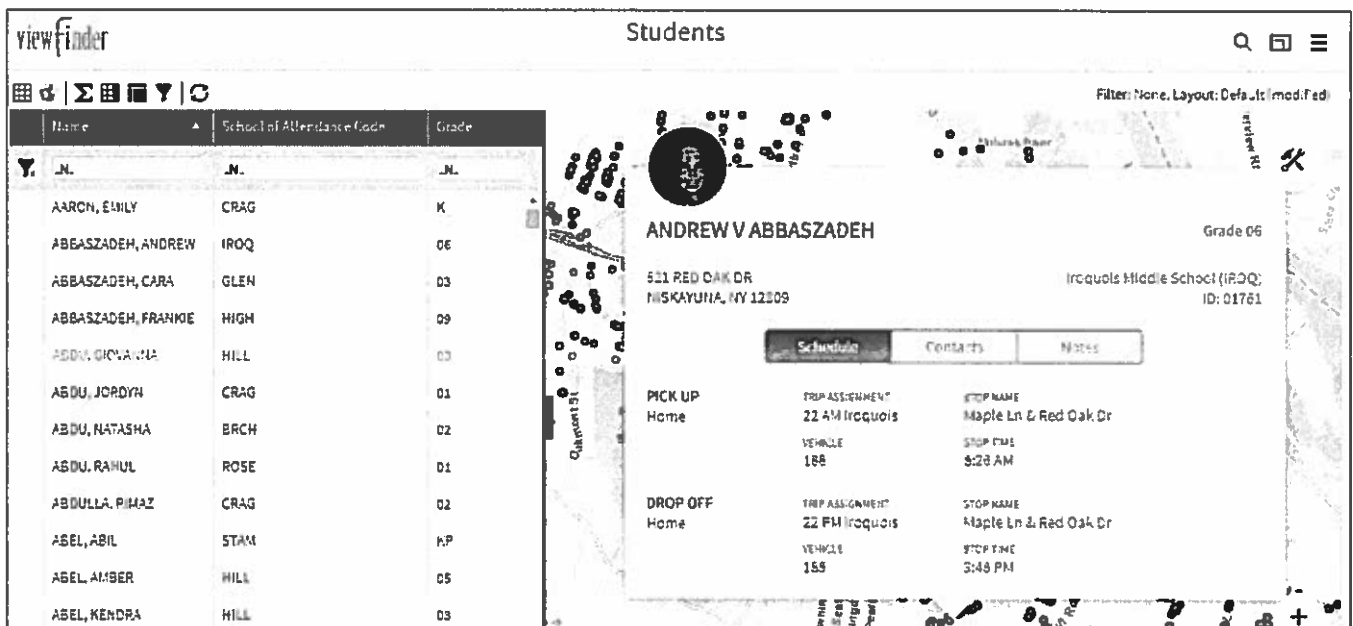 viewfinder
Students
Filter: None, Layout: Default (modified)
Name School of Attendance Code Grade
AARON, EMILY CRAG K
ABBASZADEH, ANDREW IROQ 06
ABBASZADEH, CARA GLEN 03
ABBASZADEH, FRANKIE HIGH 09
ABDU, GIOVANNA HILL 03
ABDU, JORDYN CRAG 01
ABDU, NATASHA BRCH 02
ABDU, RAHUL ROSE 01
ABDULLA, RIMAZ CRAG 02
ABEL, ABIL STAM KP
ABEL, AMBER HILL 05
ABEL, KENDRA HILL 03
ANDREW V ABBASZADEH
Grade 06
RED OAK DR
NISKAYUNA, NY 12309
Iroquois Middle School (IROQ)
ID: 01761
Schedule Contacts Notes
PICK UP
Home
TRIP ASSIGNMENT
22 AM Iroquois
STOP NAME
Maple Ln & Red Oak Dr
VEHICLE
188
STOP TIME
AM
DROP OFF
Home
TRIP ASSIGNMENT
22 PM Iroquois
STOP NAME
Maple Ln & Red Oak Dr
VEHICLE
STOP TIME
3:48 PM
Oakmont St